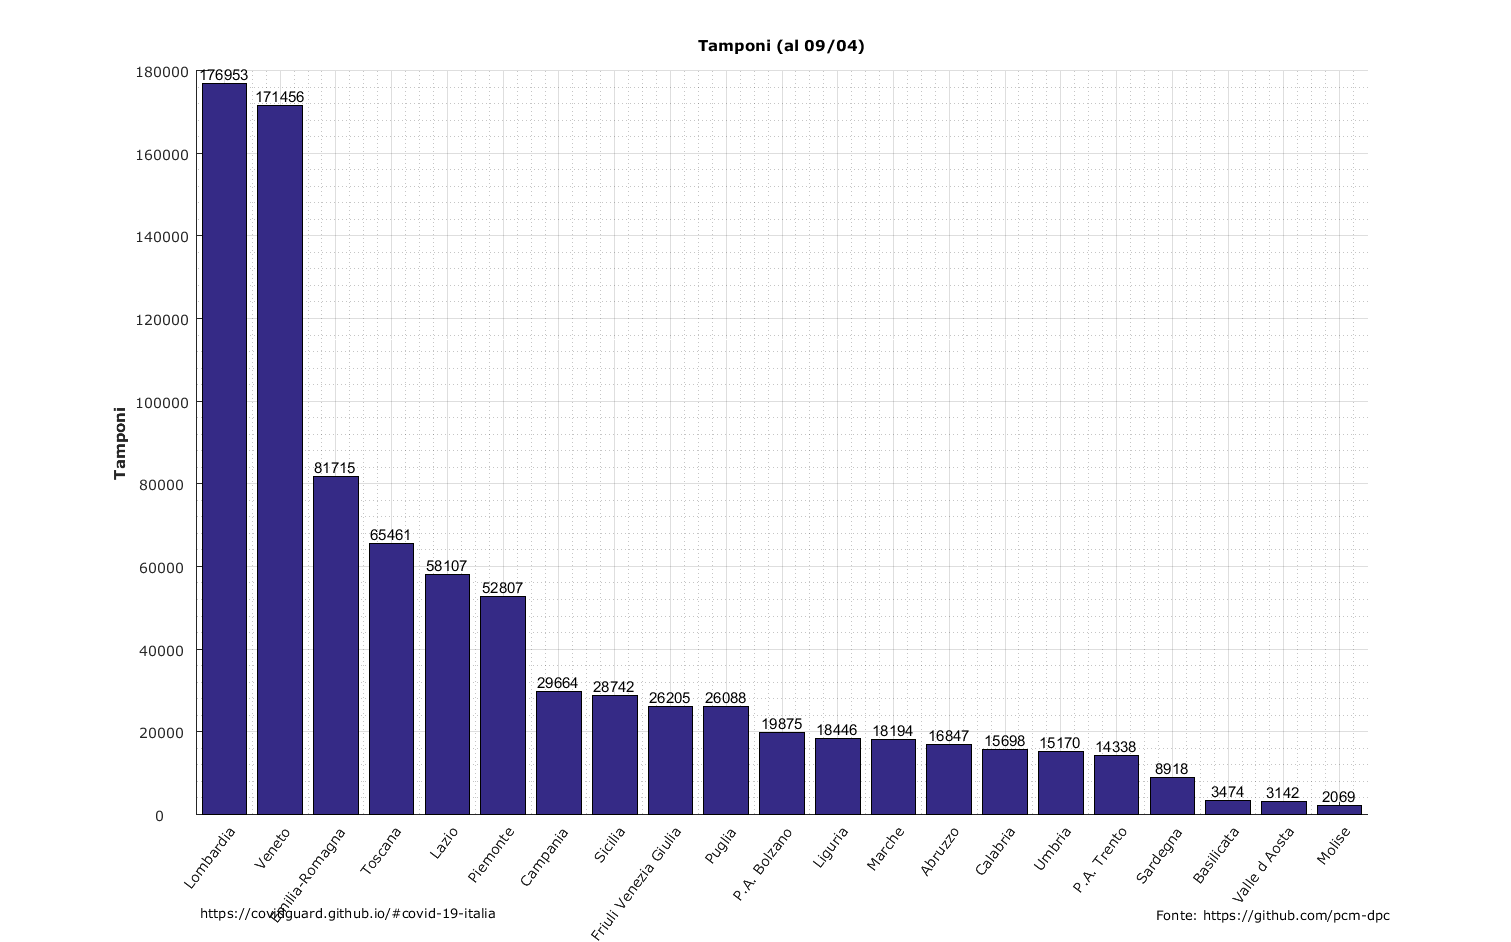 Tamponi (al 09/04)
Tamponi
180000
160000
140000
120000
100000
80000
60000
40000
20000
0
176953
171456
81715
65461
58107
52807
29664
28742
26205
26088
19875
18446
18194
16847
15698
15170
14338
8918
3474
3142
2069
Lombardia
Veneto
Emilia-Romagna
Toscana
Lazio
Piemonte
Campania
Sicilia
Friuli Venezia Giulia
Puglia
P.A. Bolzano
Liguria
Marche
Abruzzo
Calabria
Umbria
P.A. Trento
Sardegna
Basilicata
Valle d Aosta
Molise
https://covidguard.github.io/#covid-19-italia
Fonte: https://github.com/pcm-dpc